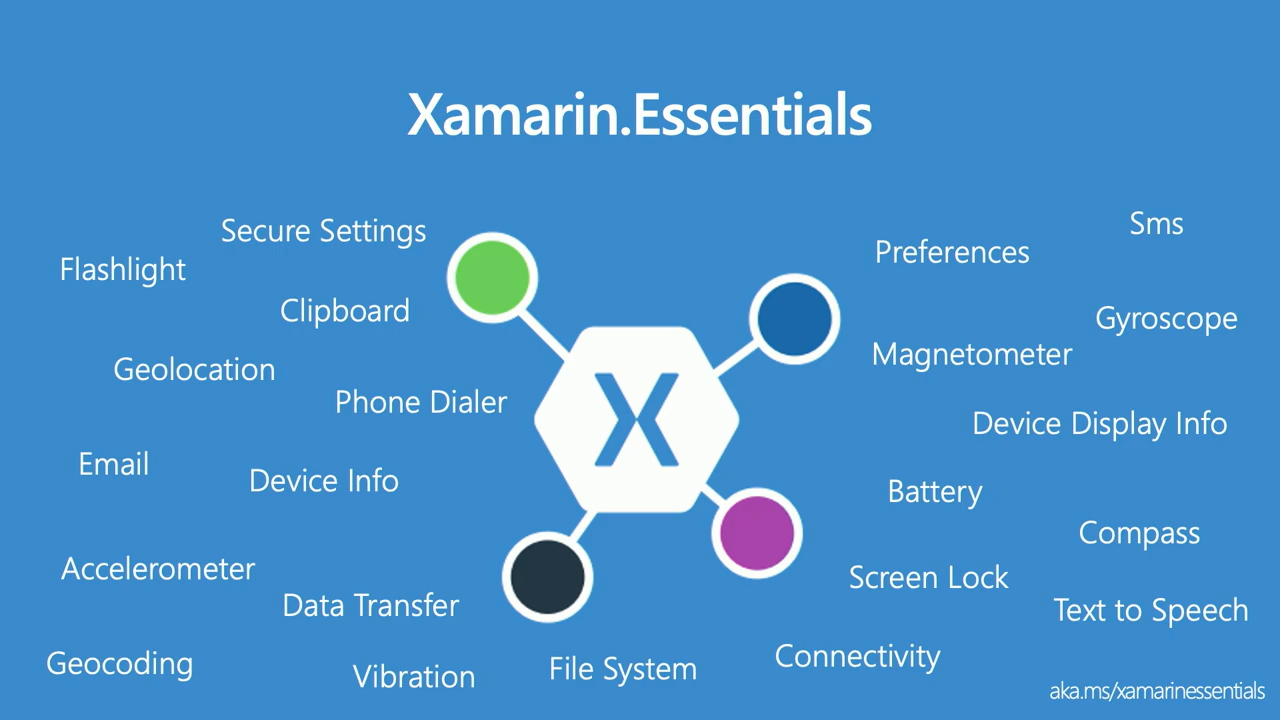 Xamarin.Essentials
Secure Settings
Flashlight
Clipboard
Geolocation
Phone Dialer
Email
Device Info
Accelerometer
Data Transfer
Geocoding
Vibration
File System
X
Sms
Preferences
Gyroscope
Magnetometer
Device Display Info
Battery
Compass
Screen Lock
Text to Speech
Connectivity
aka.ms/xamarinessentials